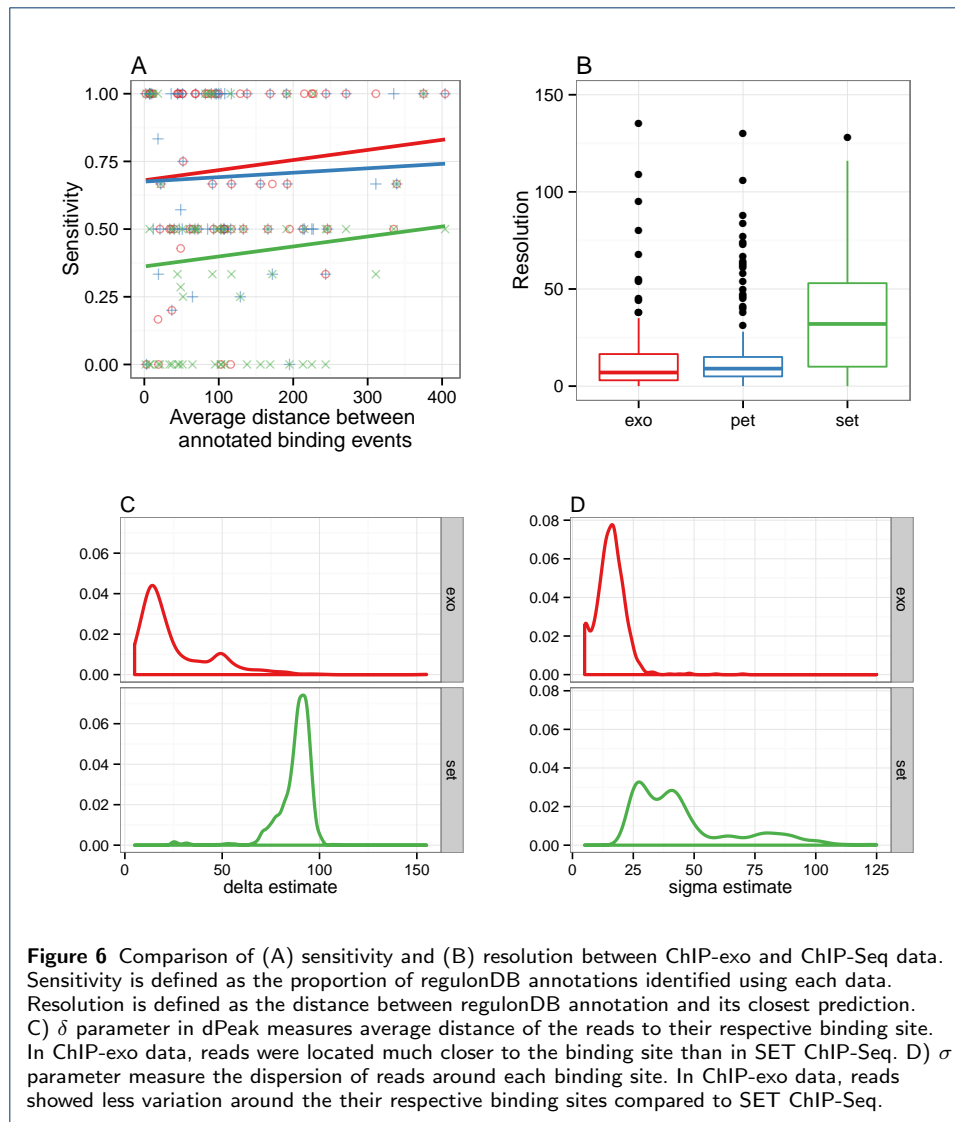 A
1.00
0.75
0.50
0.25
0.00
Sensitivity
0 100 200 300 400
Average distance between
annotated binding events
B
150
100
50
0
Resolution
exo pet set
C
0.06
0.04
0.02
0.00
exo
0.06
0.04
0.02
0.00
set
0 50 100 150
delta estimate
D
0.08
0.06
0.04
0.02
0.00
exo
0.08
0.06
0.04
0.02
0.00
set
0 25 50 75 100 125
sigma estimate
Figure 6 Comparison of (A) sensitivity and (B) resolution between ChIP-exo and ChIP-Seq data.
Sensitivity is defined as the proportion of regulonDB annotations identified using each data.
Resolution is defined as the distance between regulonDB annotation and its closest prediction.
C) δ parameter in dPeak measures average distance of the reads to their respective binding site.
In ChIP-exo data, reads were located much closer to the binding site than in SET ChIP-Seq. D) σ
parameter measure the dispersion of reads around each binding site. In ChIP-exo data, reads
showed less variation around the their respective binding sites compared to SET ChIP-Seq.